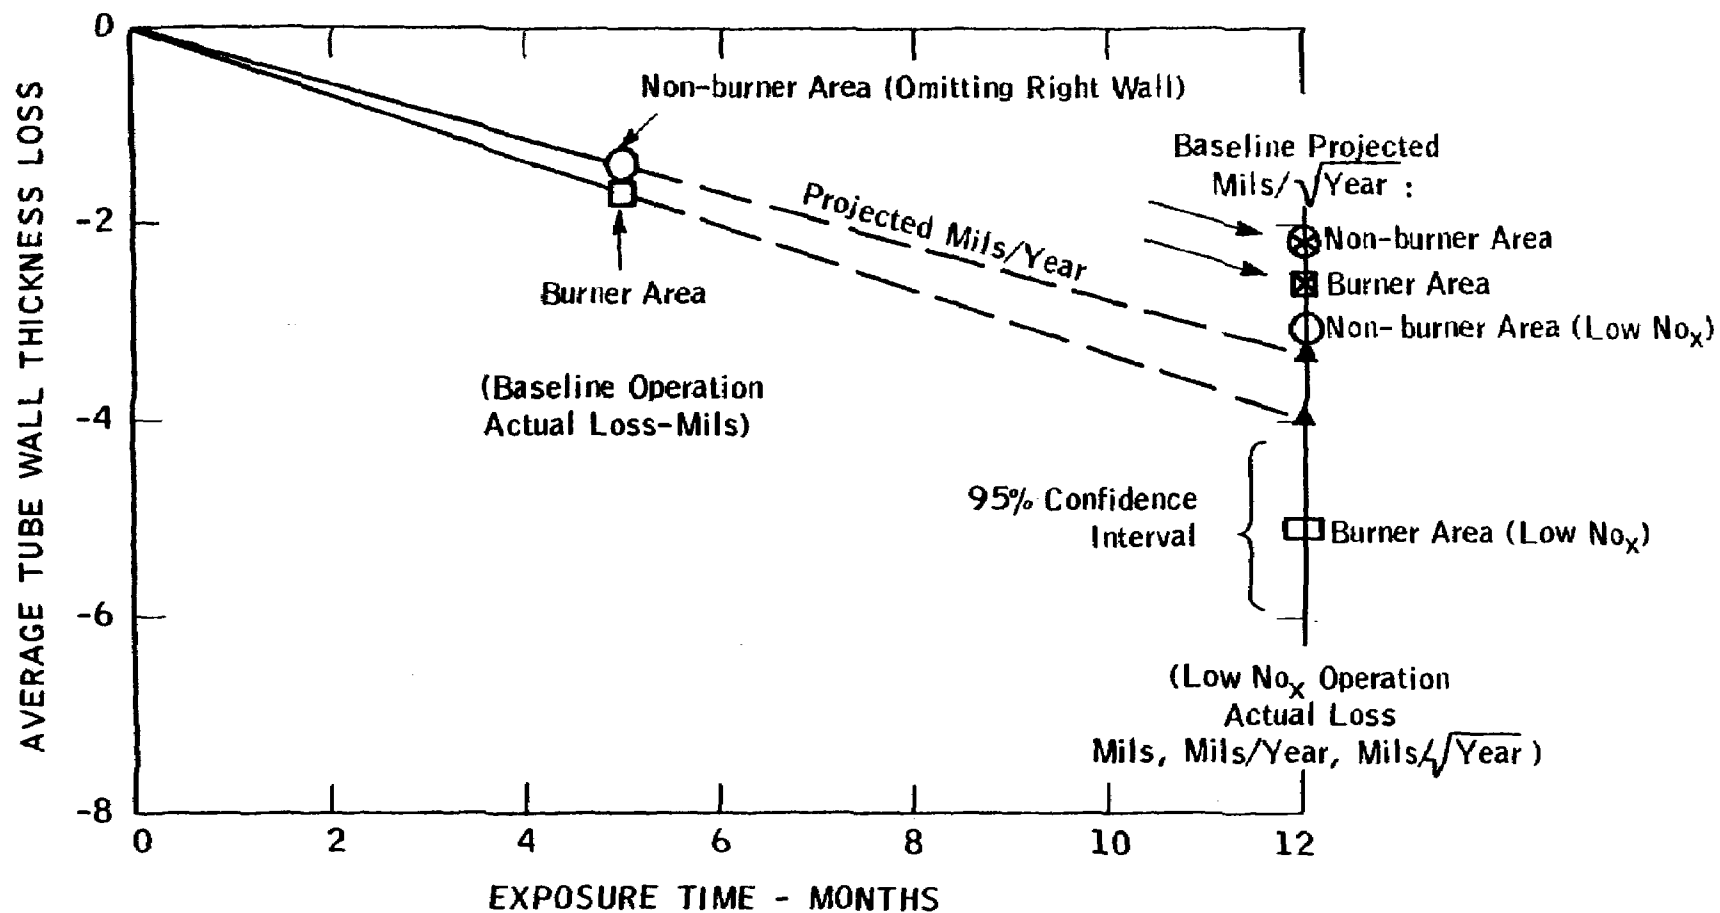 0
Non-burner Area (Omitting Right Wall)
Baseline Projected
Mils/√Year :
-2
Projected Mils/Year
Non-burner Area
Burner Area
Burner Area
Non-burner Area (Low Nox)
(Baseline Operation
Actual Loss-Mils)
-4
95% Confidence
Interval
Burner Area (Low Nox)
-6
(Low Nox Operation
Actual Loss
Mils, Mils/Year, Mils/√Year)
-8
0 2 4 6 8 10 12
EXPOSURE TIME - MONTHS
AVERAGE TUBE WALL THICKNESS LOSS